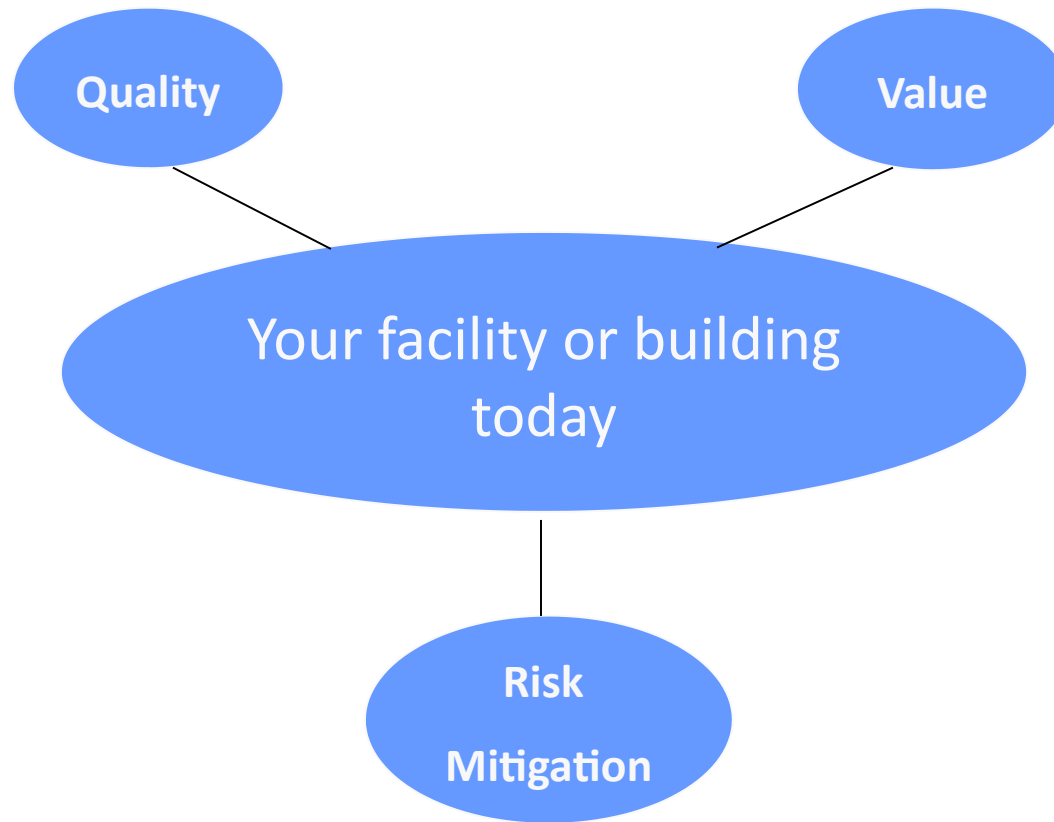 Quality
Value
Your facility or building
today
Risk
Mitigation